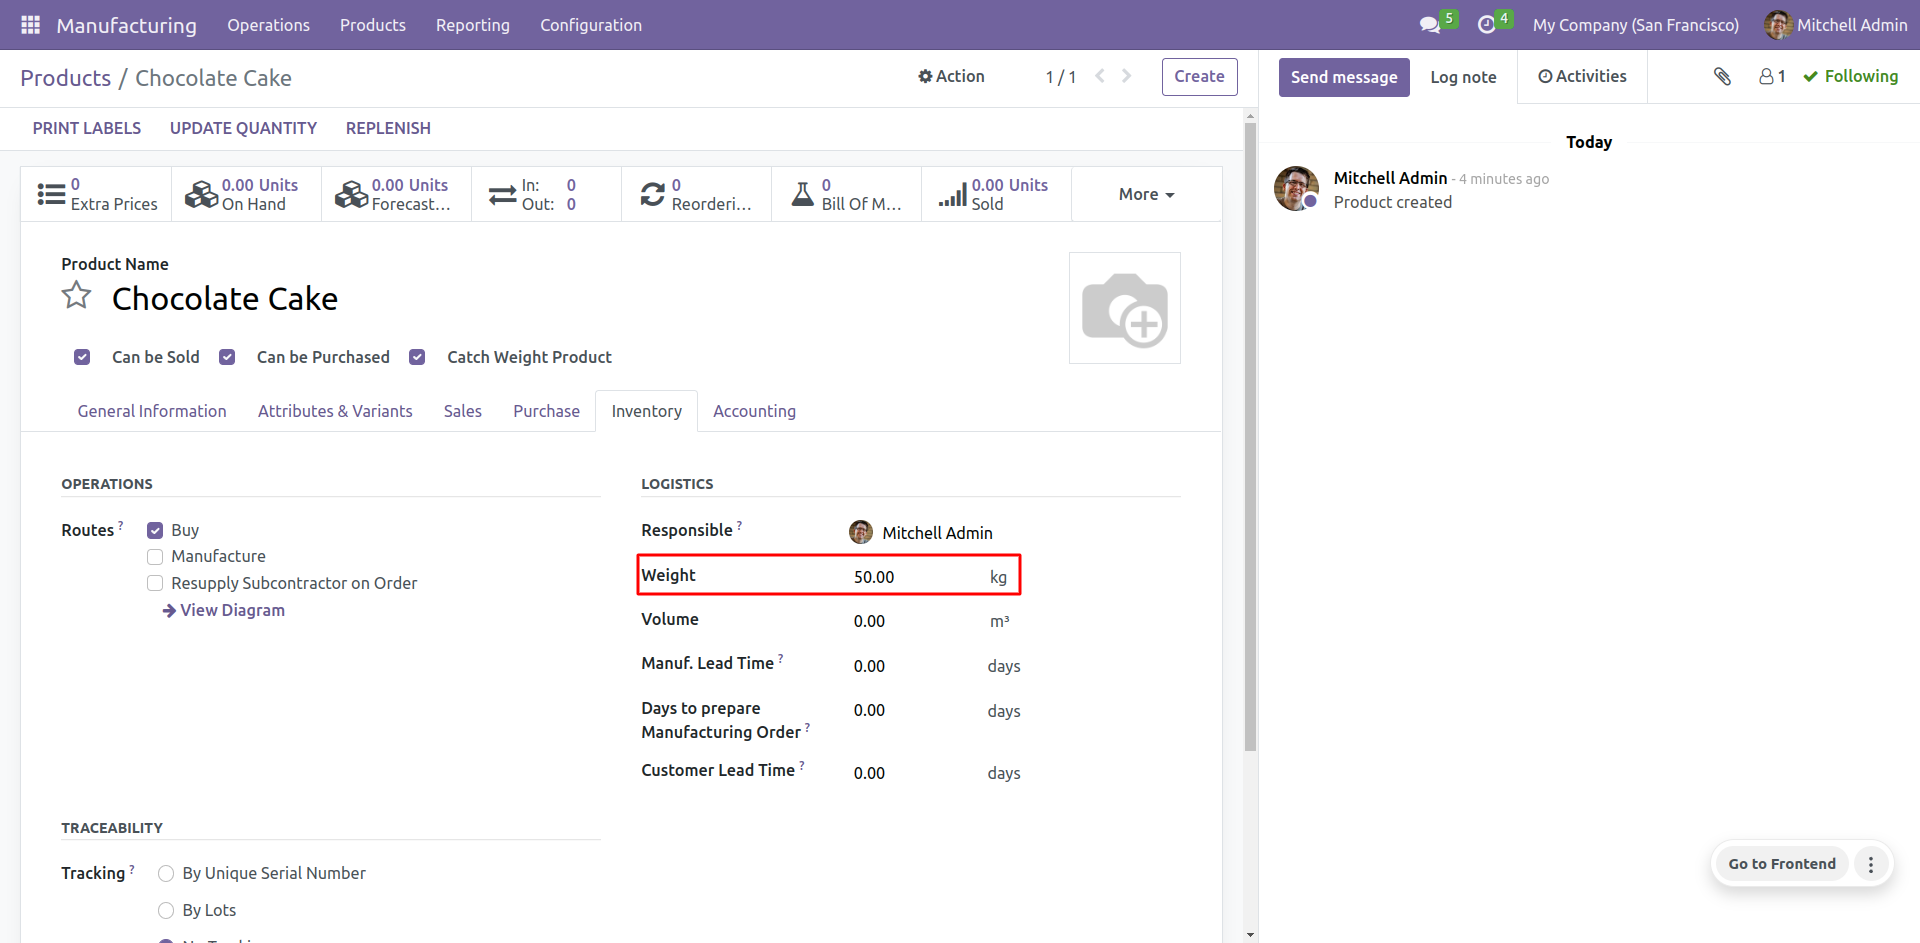 Manufacturing Operations Products Reporting Configuration 5 4 My Company (San Francisco) Mitchell Admin
Products / Chocolate Cake Action 1 / 1 Create
Send message Log note Activities 1 Following
PRINT LABELS UPDATE QUANTITY REPLENISH
0 Extra Prices
0.00 Units On Hand
0.00 Units Forecast...
In: 0
Out: 0
0 Reorderi...
0 Bill Of M...
0.00 Units Sold
More
Product Name
Chocolate Cake
Can be Sold Can be Purchased Catch Weight Product
General Information Attributes & Variants Sales Purchase Inventory Accounting
OPERATIONS
Routes ? Buy
Manufacture
Resupply Subcontractor on Order
View Diagram
LOGISTICS
Responsible ? Mitchell Admin
Weight 50.00 kg
Volume 0.00 m³
Manuf. Lead Time ? 0.00 days
Days to prepare
Manufacturing Order ? 0.00 days
Customer Lead Time ? 0.00 days
TRACEABILITY
Tracking ? By Unique Serial Number
By Lots
Today
Mitchell Admin - 4 minutes ago
Product created
Go to Frontend